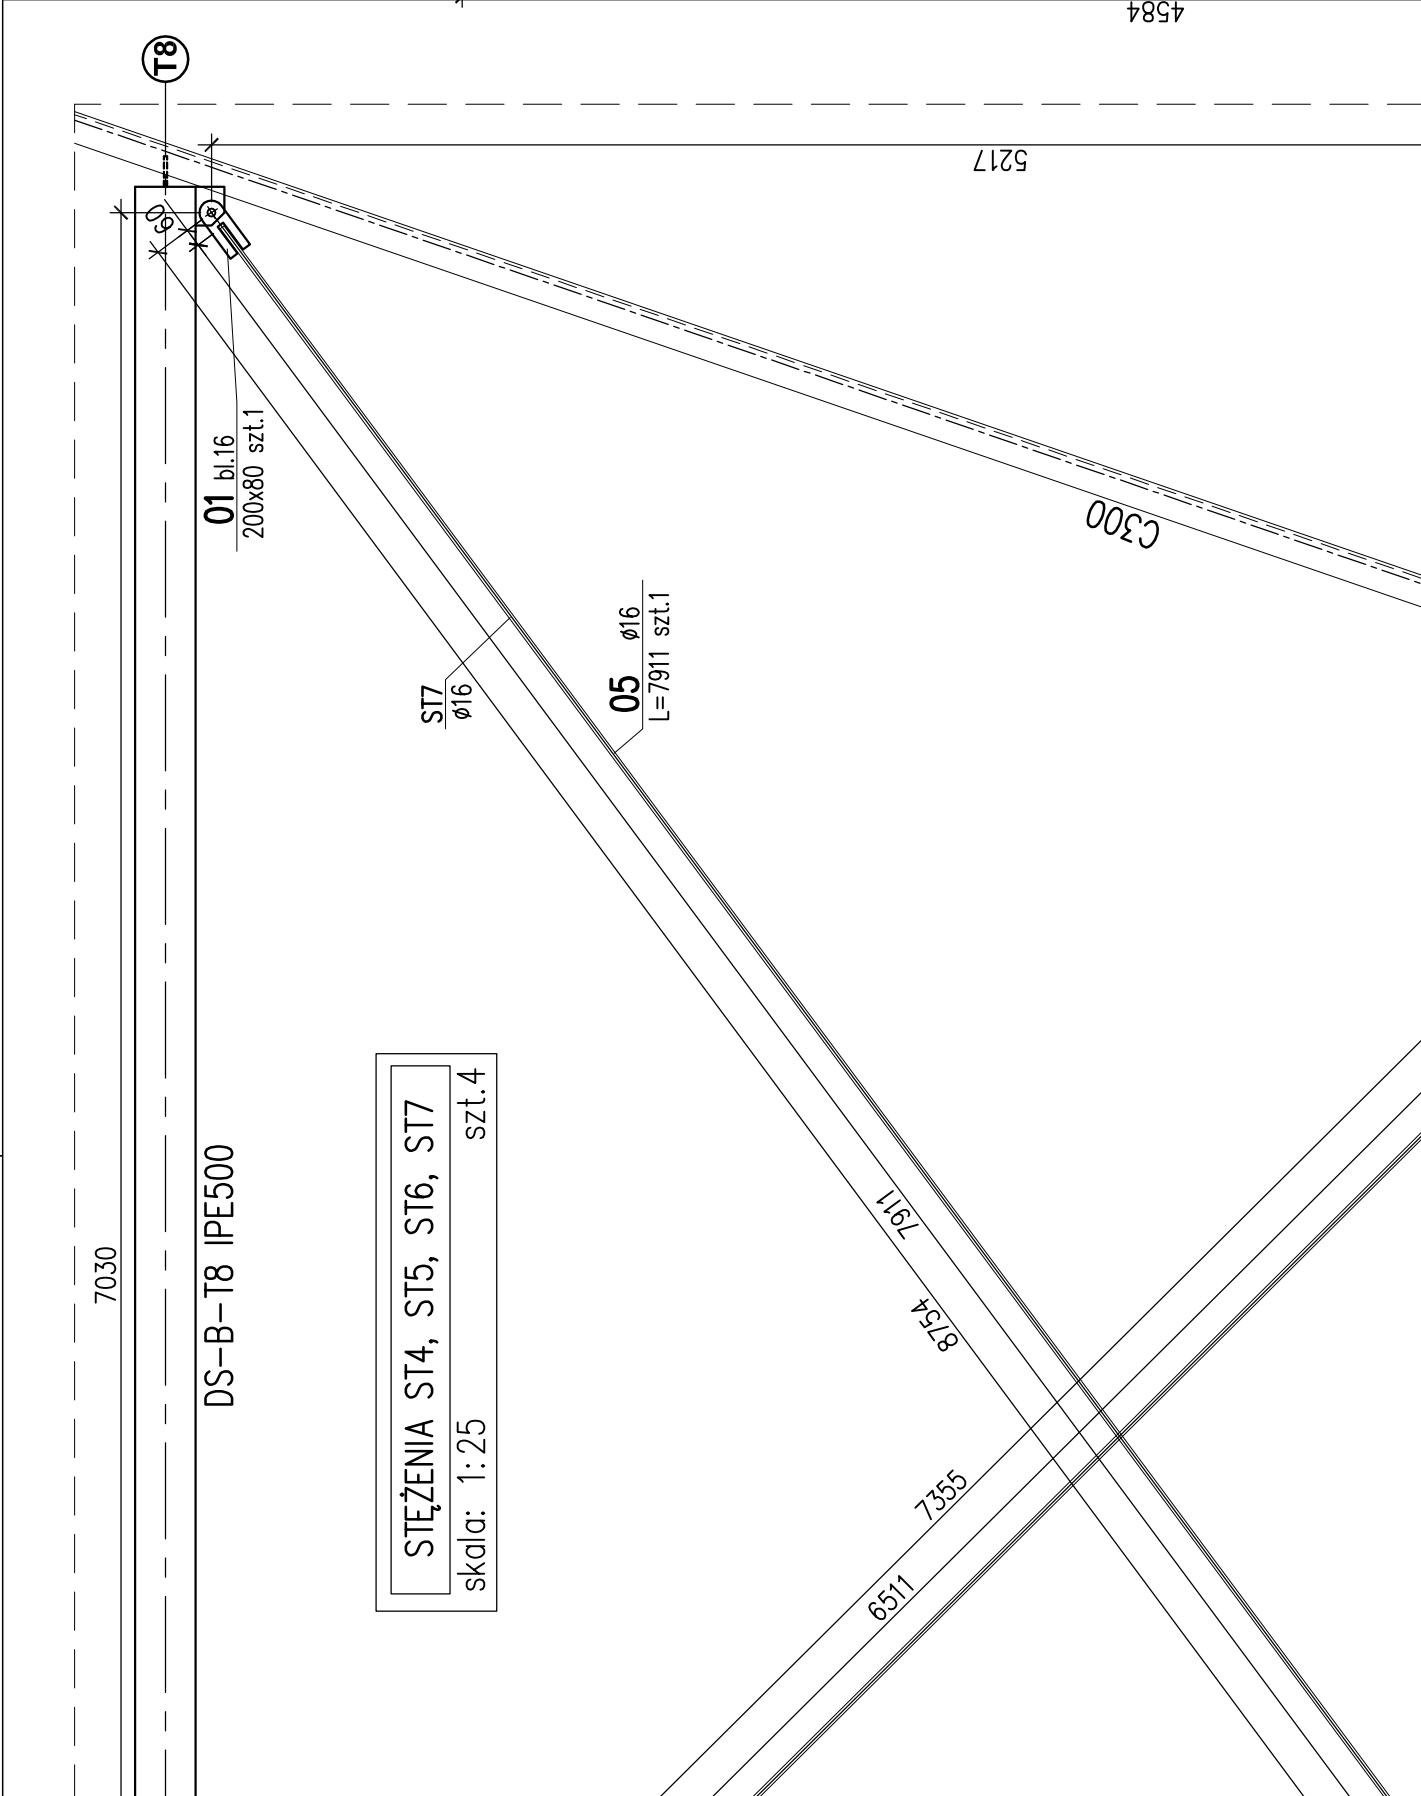 4584
T8
5217
60
01 bl.16
200x80 szt.1
C300
ST7
ø16
05 ø16
L=7911 szt.1
7030
DS-B-T8 IPE500
STĘŻENIA ST4, ST5, ST6, ST7
skala: 1:25 szt.4
7911
8754
7355
6511